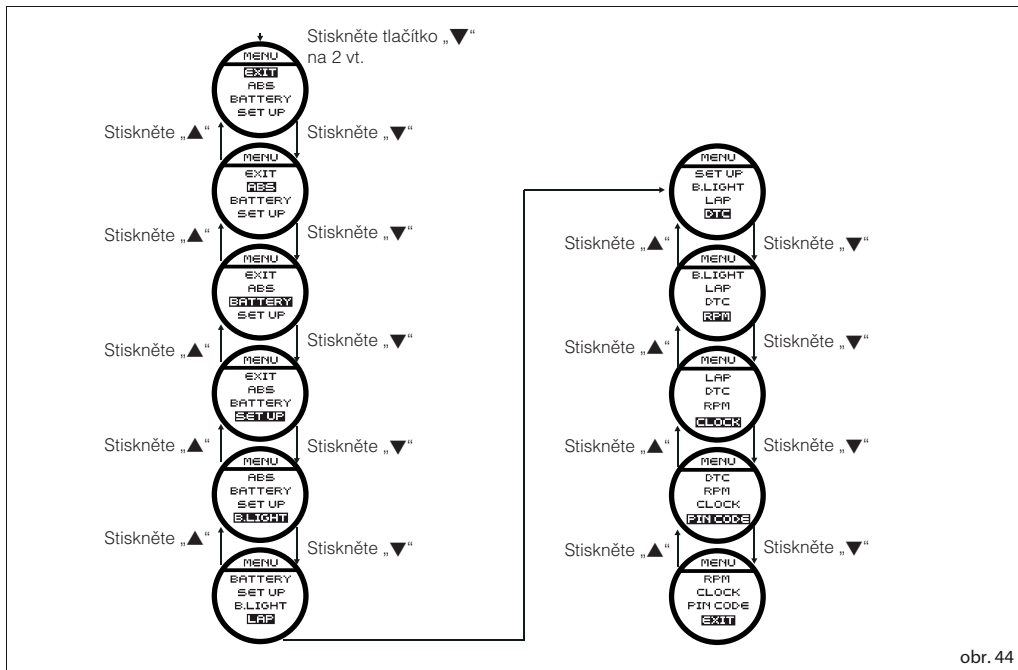 Stiskněte tlačítko „▼“
na 2 vt.
MENU
EXIT
ABS
BATTERY
SET UP
Stiskněte „▲“
Stiskněte „▼“
MENU
EXIT
ABS
BATTERY
SET UP
Stiskněte „▲“
Stiskněte „▼“
MENU
EXIT
ABS
BATTERY
SET UP
Stiskněte „▲“
Stiskněte „▼“
MENU
EXIT
ABS
BATTERY
SET UP
Stiskněte „▲“
Stiskněte „▼“
MENU
ABS
BATTERY
SET UP
B.LIGHT
Stiskněte „▲“
Stiskněte „▼“
MENU
BATTERY
SET UP
B.LIGHT
LAP
MENU
SET UP
B.LIGHT
LAP
DTC
Stiskněte „▲“
Stiskněte „▼“
MENU
B.LIGHT
LAP
DTC
RPM
Stiskněte „▲“
Stiskněte „▼“
MENU
LAP
DTC
RPM
CLOCK
Stiskněte „▲“
Stiskněte „▼“
MENU
DTC
RPM
CLOCK
PIN CODE
Stiskněte „▲“
Stiskněte „▼“
MENU
RPM
CLOCK
PIN CODE
EXIT
obr. 44